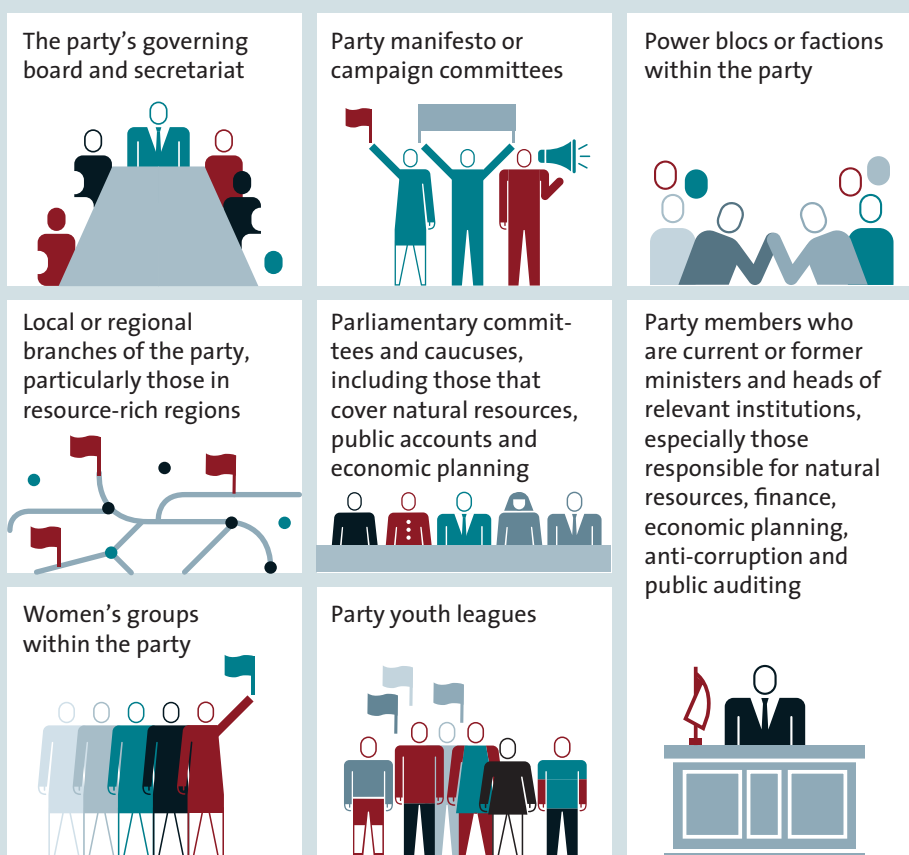 The party's governing
board and secretariat
Party manifesto or
campaign committees
Power blocs or factions
within the party
Local or regional
branches of the party,
particularly those in
resource-rich regions
Parliamentary commit-
tees and caucuses,
including those that
cover natural resources,
public accounts and
economic planning
Party members who
are current or former
ministers and heads of
relevant institutions,
especially those
responsible for natural
resources, finance,
economic planning,
anti-corruption and
public auditing
Women's groups
within the party
Party youth leagues